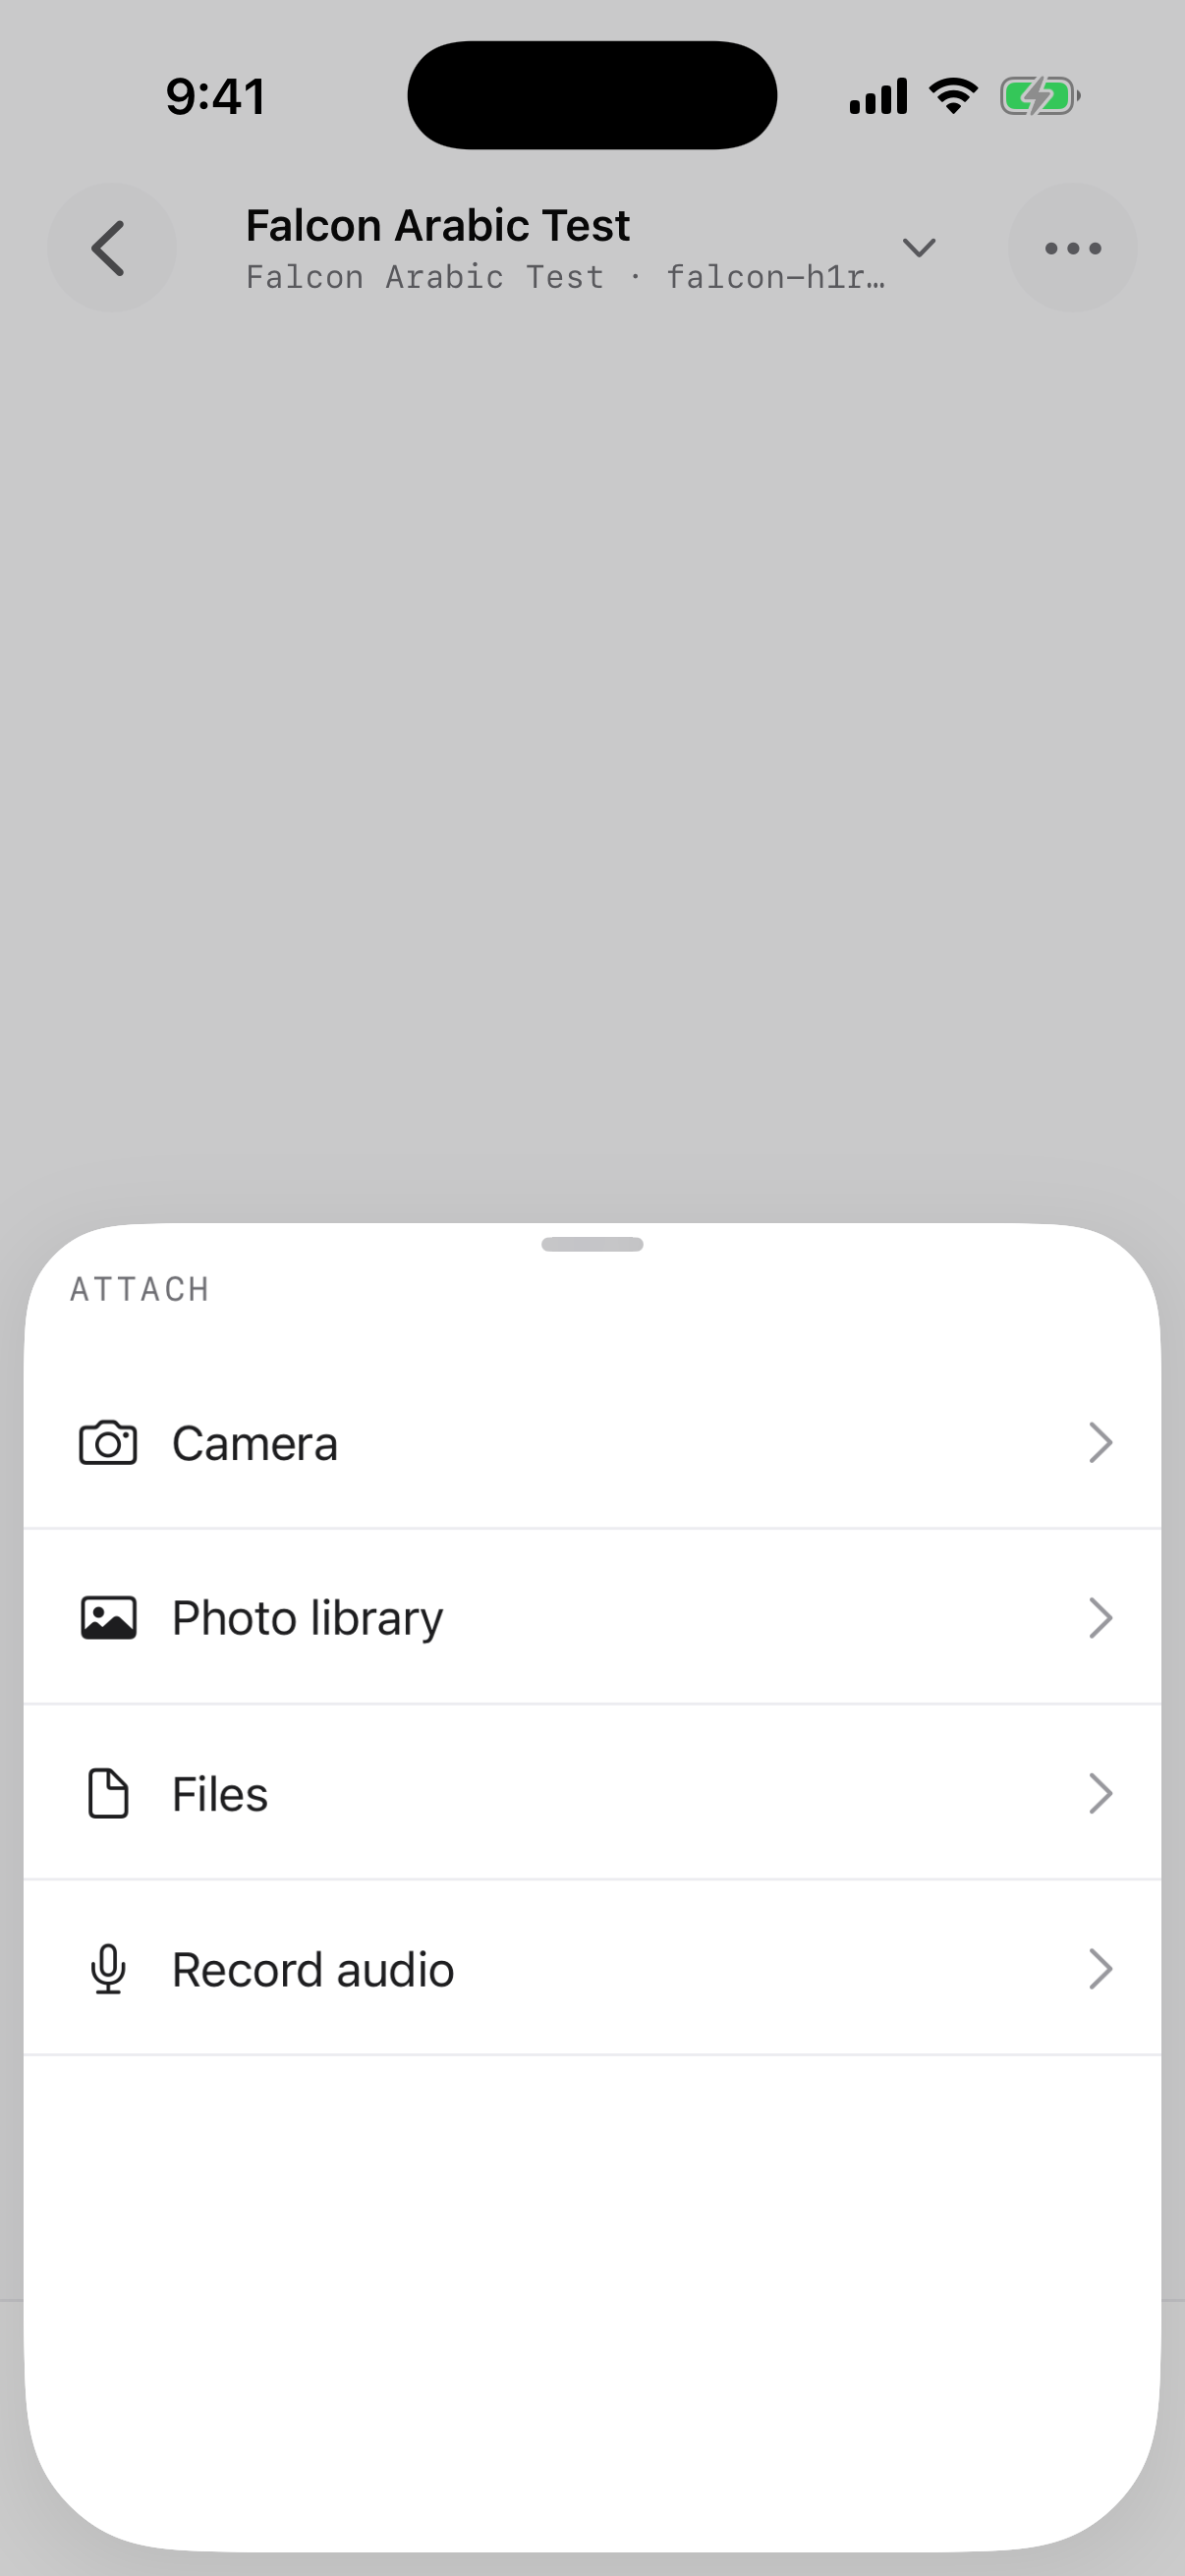 9:41
Falcon Arabic Test
Falcon Arabic Test · falcon-h1r…
ATTACH
Camera
Photo library
Files
Record audio